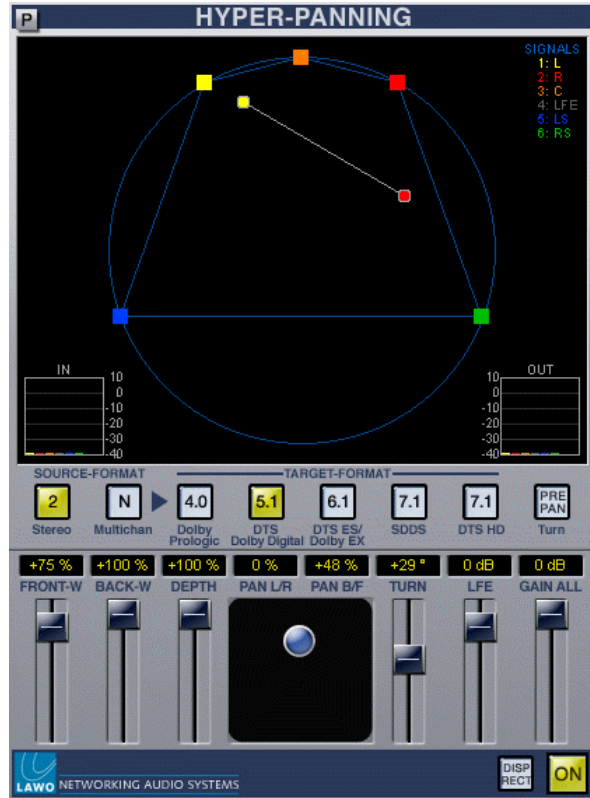 P HYPER-PANNING
SIGNALS
1: L
2: R
3: C
4: LFE
5: LS
6: RS
IN
10
0
-10
-20
-30
-40
OUT
10
0
-10
-20
-30
-40
SOURCE-FORMAT TARGET-FORMAT
2 N 4.0 5.1 6.1 7.1 7.1 PRE PAN
Stereo Multichan Dolby Prologic DTS Dolby Digital DTS ES/ Dolby EX SDDS DTS HD Turn
+75 % +100 % +100 % 0 % +48 % +29 ° 0 dB 0 dB
FRONT-W BACK-W DEPTH PAN L/R PAN B/F TURN LFE GAIN ALL
LAWO NETWORKING AUDIO SYSTEMS DISP RECT ON